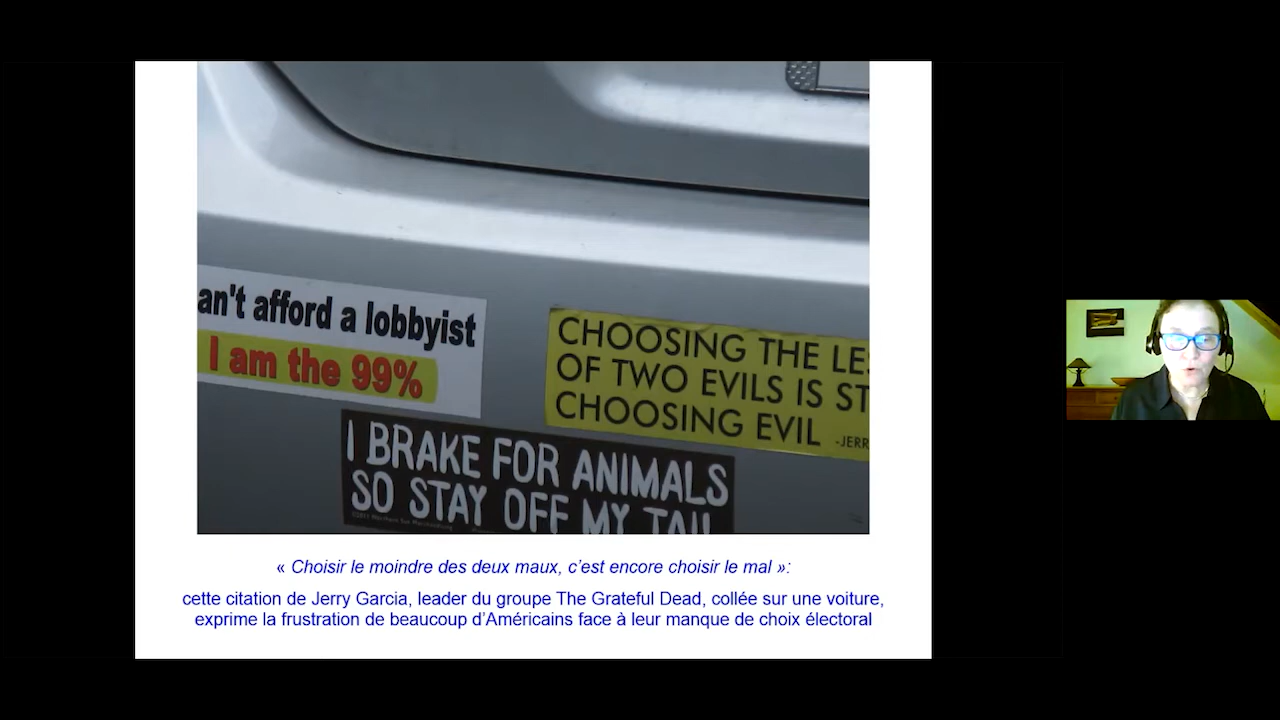 an't afford a lobbyist
I am the 99%
CHOOSING THE LES
OF TWO EVILS IS ST
CHOOSING EVIL -JERR
I BRAKE FOR ANIMALS
SO STAY OFF MY TAIL
« Choisir le moindre des deux maux, c’est encore choisir le mal »:
cette citation de Jerry Garcia, leader du groupe The Grateful Dead, collée sur une voiture,
exprime la frustration de beaucoup d’Américains face à leur manque de choix électoral